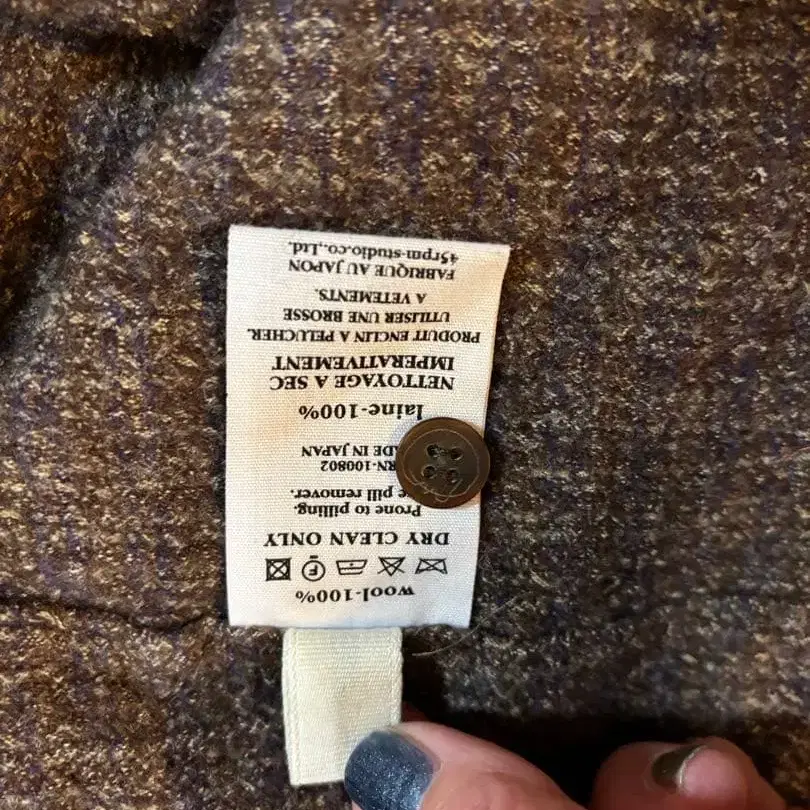 wool-100%
DRY CLEAN ONLY
Prone to pilling.
pill remover.
RN-100802
IN JAPAN
laine-100%
NETTOYAGE A SEC
IMPERATIVEMENT
PRODUIT ENCLIN A PELUCHER.
UTILISER UNE BROSSE
A VETEMENTS.
FABRIQUE AU JAPON
45rpm-studio.co.,Ltd.